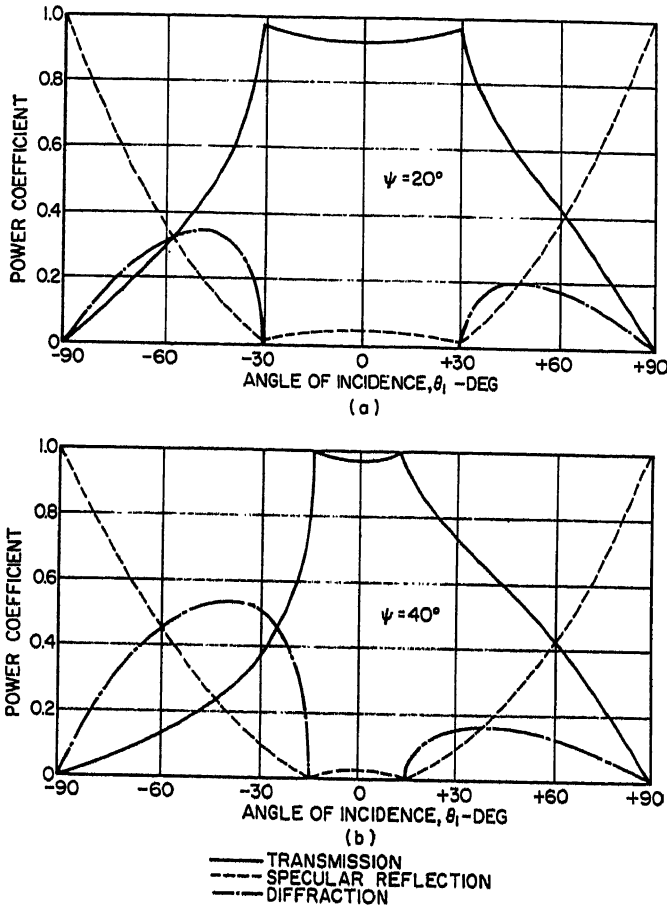 1.0
0.8
0.6
0.4
0.2
0
POWER COEFFICIENT
ψ = 20°
-90 -60 -30 0 +30 +60 +90
ANGLE OF INCIDENCE, θ₁ -DEG
(a)
1.0
0.8
0.6
0.4
0.2
0
POWER COEFFICIENT
ψ = 40°
-90 -60 -30 0 +30 +60 +90
ANGLE OF INCIDENCE, θ₁ -DEG
(b)
TRANSMISSION
SPECULAR REFLECTION
DIFFRACTION